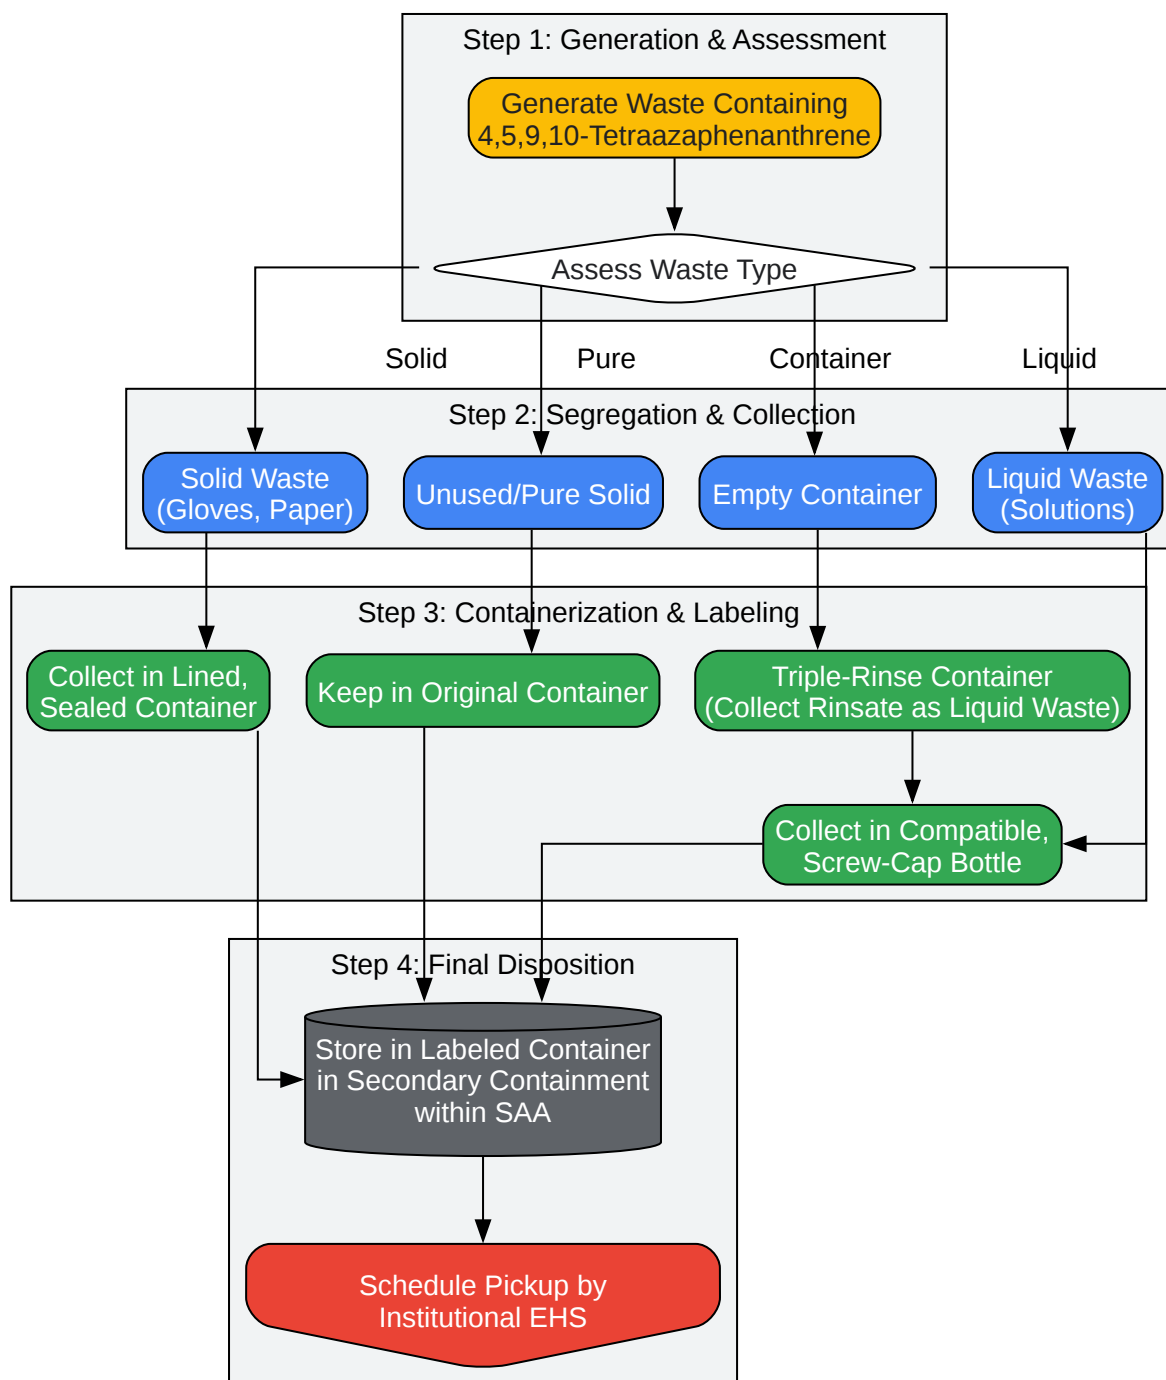 Step 1: Generation & Assessment
Generate Waste Containing
4,5,9,10-Tetraazaphenanthrene
Assess Waste Type
Solid
Pure
Container
Liquid
Step 2: Segregation & Collection
Solid Waste
(Gloves, Paper)
Unused/Pure Solid
Empty Container
Liquid Waste
(Solutions)
Step 3: Containerization & Labeling
Collect in Lined,
Sealed Container
Keep in Original Container
Triple-Rinse Container
(Collect Rinsate as Liquid Waste)
Collect in Compatible,
Screw-Cap Bottle
Step 4: Final Disposition
Store in Labeled Container
in Secondary Containment
within SAA
Schedule Pickup by
Institutional EHS